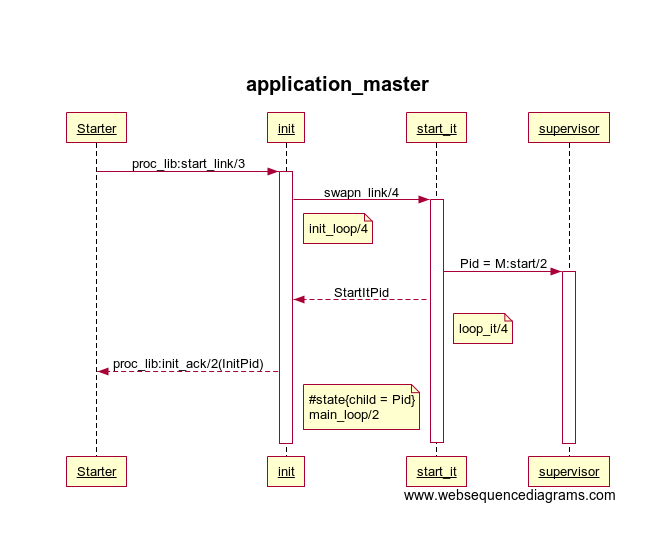 application_master
Starter
init
start_it
supervisor
proc_lib:start_link/3
swapn_link/4
init_loop/4
Pid = M:start/2
StartItPid
loop_it/4
proc_lib:init_ack/2(InitPid)
#state{child = Pid}
main_loop/2
Starter
init
start_it
supervisor
www.websequencediagrams.com